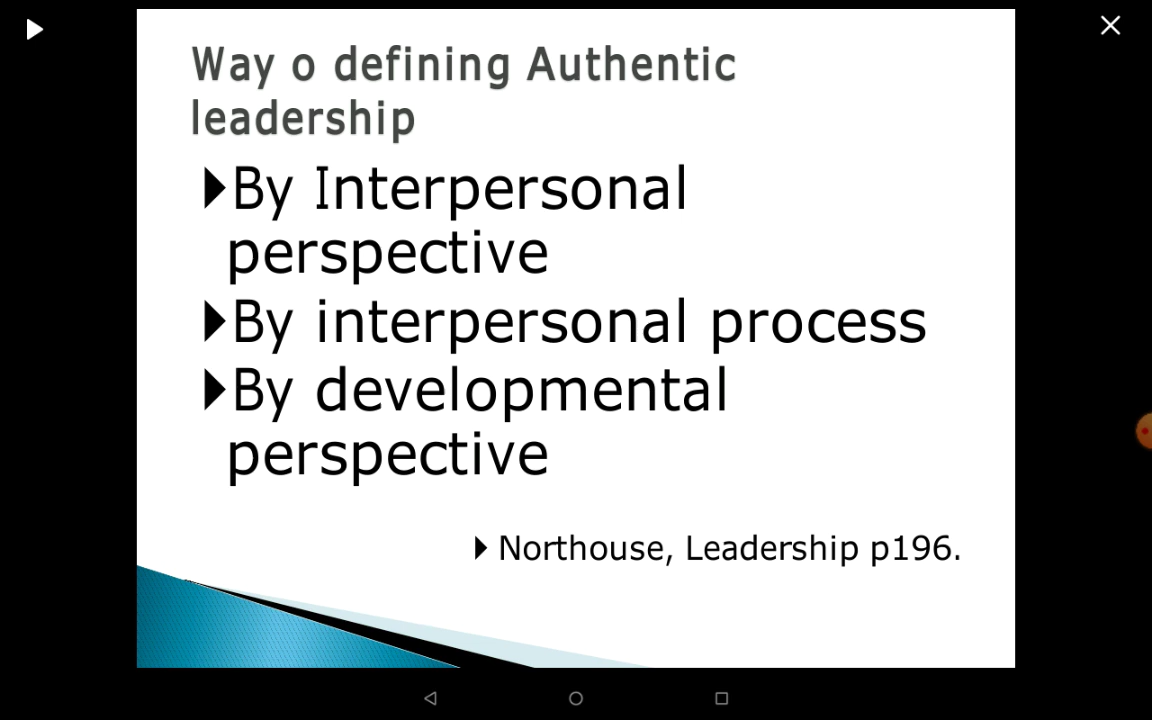 Way o defining Authentic
leadership
By Interpersonal
perspective
By interpersonal process
By developmental
perspective
Northouse, Leadership p196.